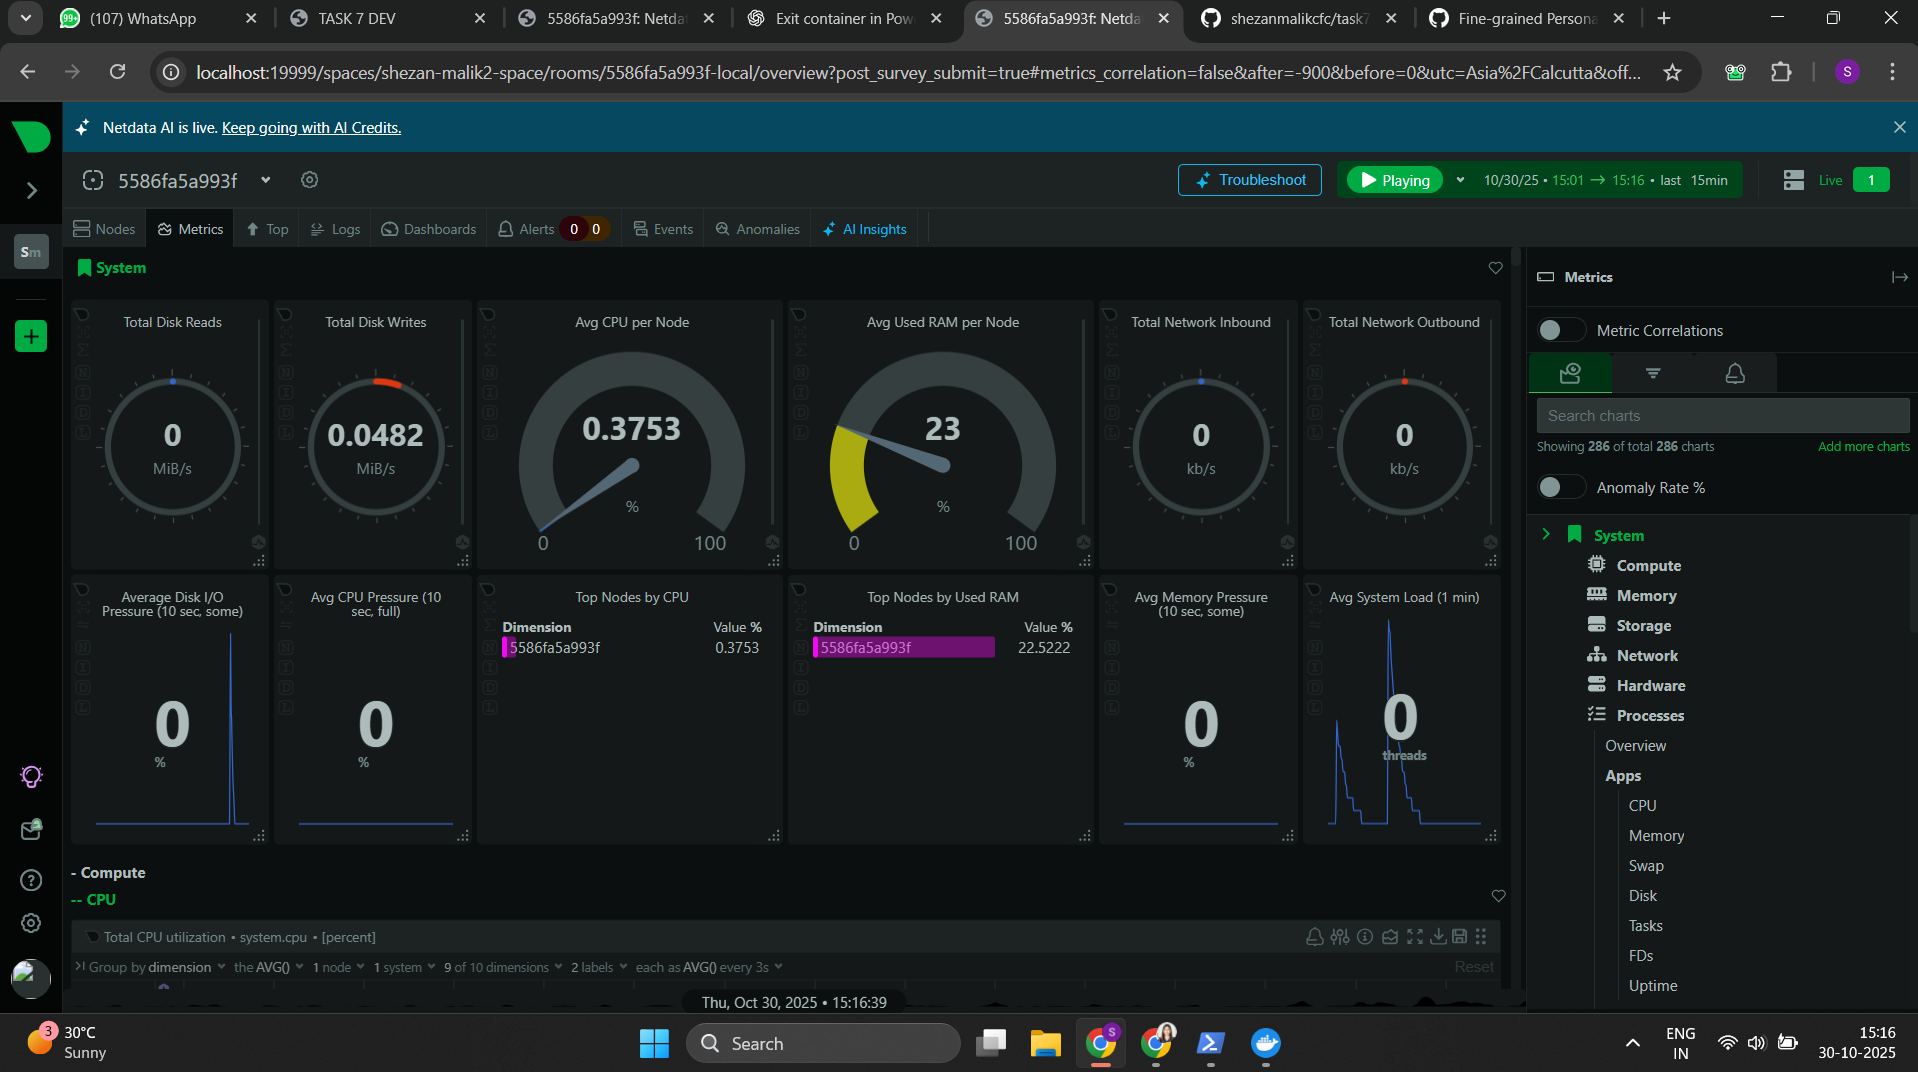 (107) WhatsApp
TASK 7 DEV
5586fa5a993f: Netda
Exit container in Pow
5586fa5a993f: Netda
shezanmalikcfc/task7
Fine-grained Persona
localhost:19999/spaces/shezan-malik2-space/rooms/5586fa5a993f-local/overview?post_survey_submit=true#metrics_correlation=false&after=-900&before=0&utc=Asia%2FCalcutta&off...
S
Netdata AI is live. Keep going with AI Credits.
5586fa5a993f
Troubleshoot
Playing
10/30/25 • 15:01 → 15:16 • last 15min
Live 1
Nodes
Metrics
Top
Logs
Dashboards
Alerts 0 0
Events
Anomalies
AI Insights
Sm
System
Total Disk Reads
0
MiB/s
Total Disk Writes
0.0482
MiB/s
Avg CPU per Node
0.3753
%
0 100
Avg Used RAM per Node
23
%
0 100
Total Network Inbound
0
kb/s
Total Network Outbound
0
kb/s
Average Disk I/O
Pressure (10 sec, some)
0
%
Avg CPU Pressure (10
sec, full)
0
%
Top Nodes by CPU
Dimension Value %
5586fa5a993f 0.3753
Top Nodes by Used RAM
Dimension Value %
5586fa5a993f 22.5222
Avg Memory Pressure
(10 sec, some)
0
%
Avg System Load (1 min)
0
threads
- Compute
-- CPU
Total CPU utilization • system.cpu • [percent]
Group by dimension the AVG() 1 node 1 system 9 of 10 dimensions 2 labels each as AVG() every 3s Reset
Thu, Oct 30, 2025 • 15:16:39
Metrics
Metric Correlations
Search charts
Showing 286 of total 286 charts Add more charts
Anomaly Rate %
System
Compute
Memory
Storage
Network
Hardware
Processes
Overview
Apps
CPU
Memory
Swap
Disk
Tasks
FDs
Uptime
3
30°C
Sunny
Search
S
ENG
IN
15:16
30-10-2025